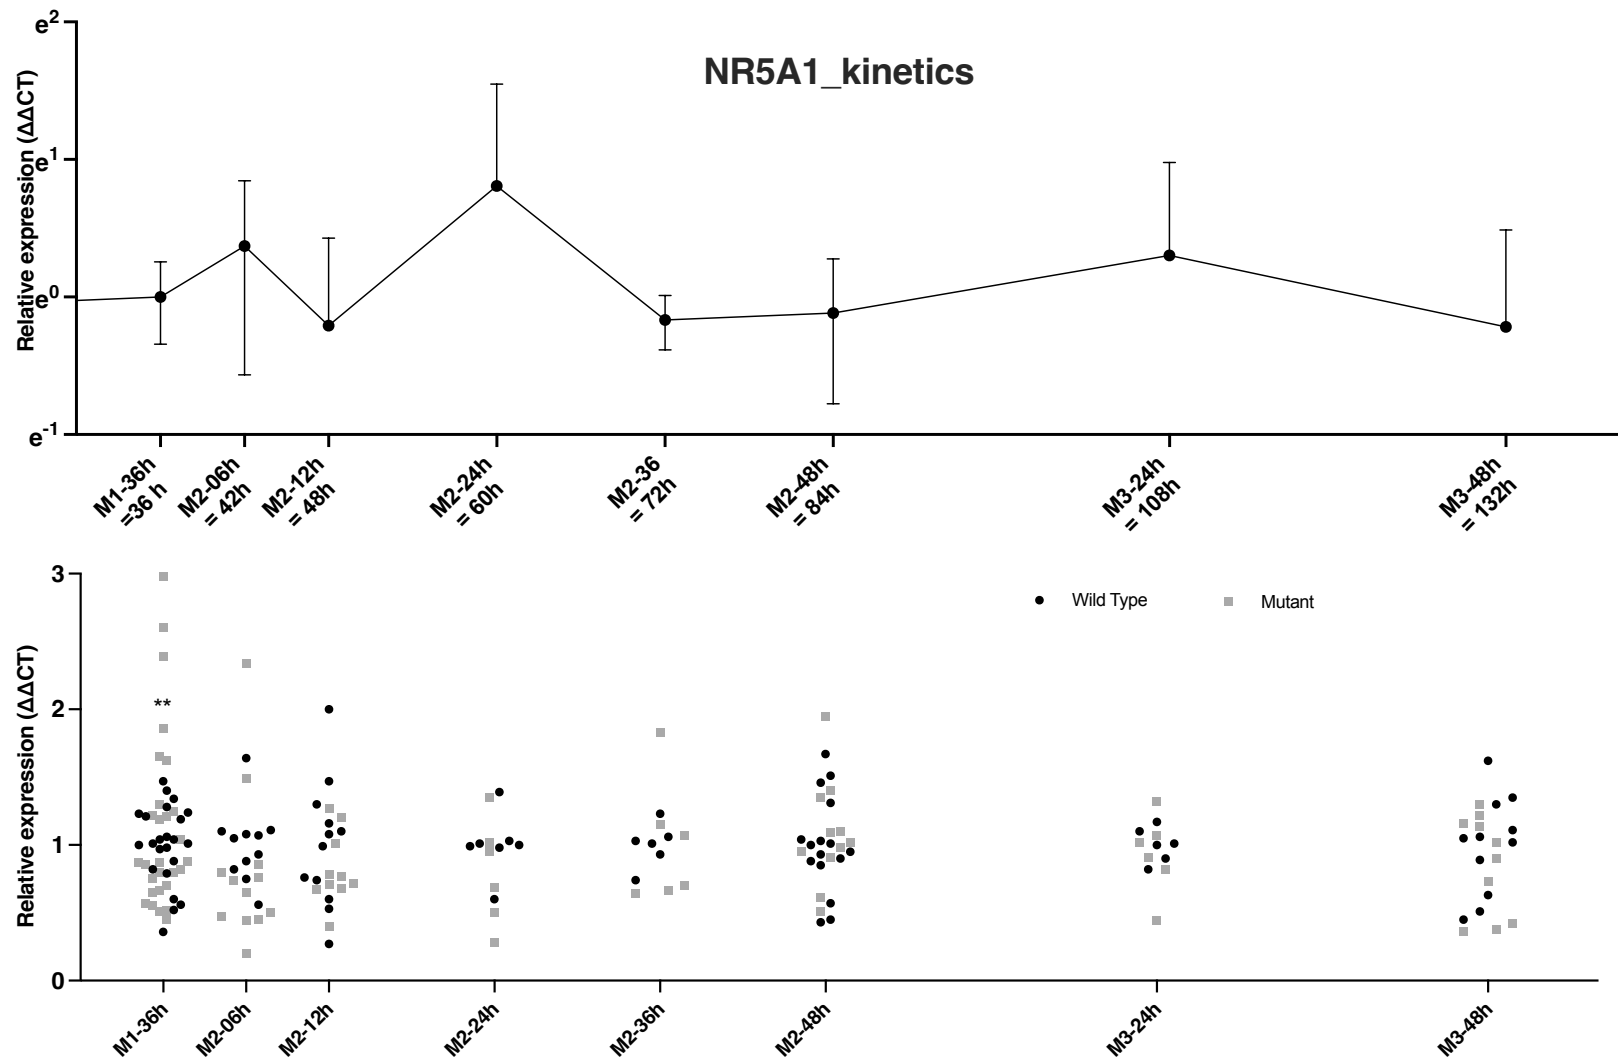 NR5A1_kinetics
Relative expression (ΔΔCT)
e2
e1
e0
e-1
M1-36h
=36 h
M2-06h
= 42h
M2-12h
= 48h
M2-24h
= 60h
M2-36
= 72h
M2-48h
= 84h
M3-24h
= 108h
M3-48h
= 132h
Relative expression (ΔΔCT)
3
2
1
0
Wild Type
Mutant
**
M1-36h
M2-06h
M2-12h
M2-24h
M2-36h
M2-48h
M3-24h
M3-48h